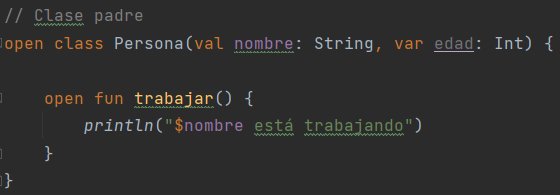 // Clase padre
open class Persona(val nombre: String, var edad: Int) {
open fun trabajar() {
println("$nombre está trabajando")
}
}